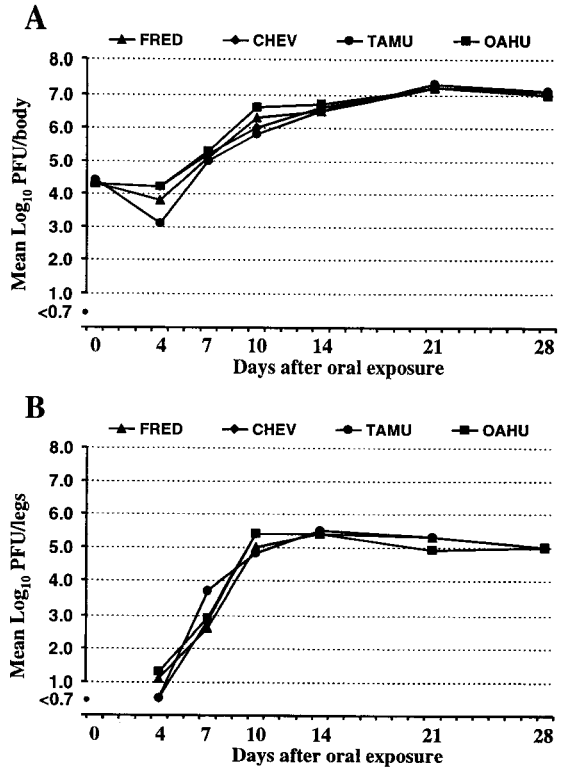 A
FRED CHEV TAMU OAHU
8.0
7.0
6.0
5.0
4.0
3.0
2.0
1.0
<0.7
Mean Log10 PFU/body
0 4 7 10 14 21 28
Days after oral exposure
B
FRED CHEV TAMU OAHU
8.0
7.0
6.0
5.0
4.0
3.0
2.0
1.0
<0.7
Mean Log10 PFU/legs
0 4 7 10 14 21 28
Days after oral exposure